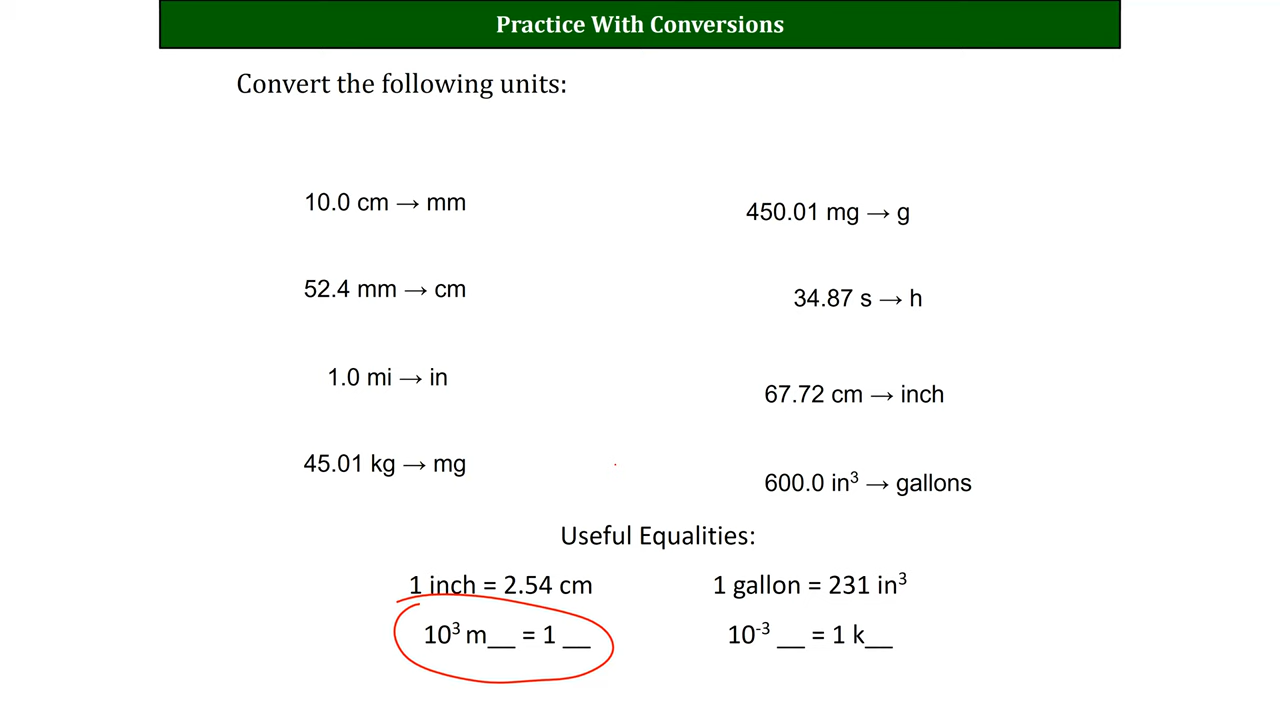 Practice With Conversions
Convert the following units:
10.0 cm → mm
52.4 mm → cm
1.0 mi → in
45.01 kg → mg
450.01 mg → g
34.87 s → h
67.72 cm → inch
600.0 in³ → gallons
Useful Equalities:
1 inch = 2.54 cm
10³ m__ = 1 __
1 gallon = 231 in³
10⁻³ __ = 1 k__